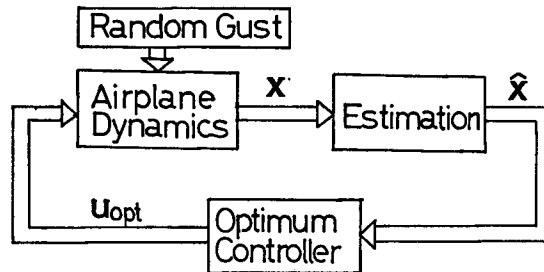 Random Gust
Airplane
Dynamics
X
Estimation
X̂
uopt
Optimum
Controller